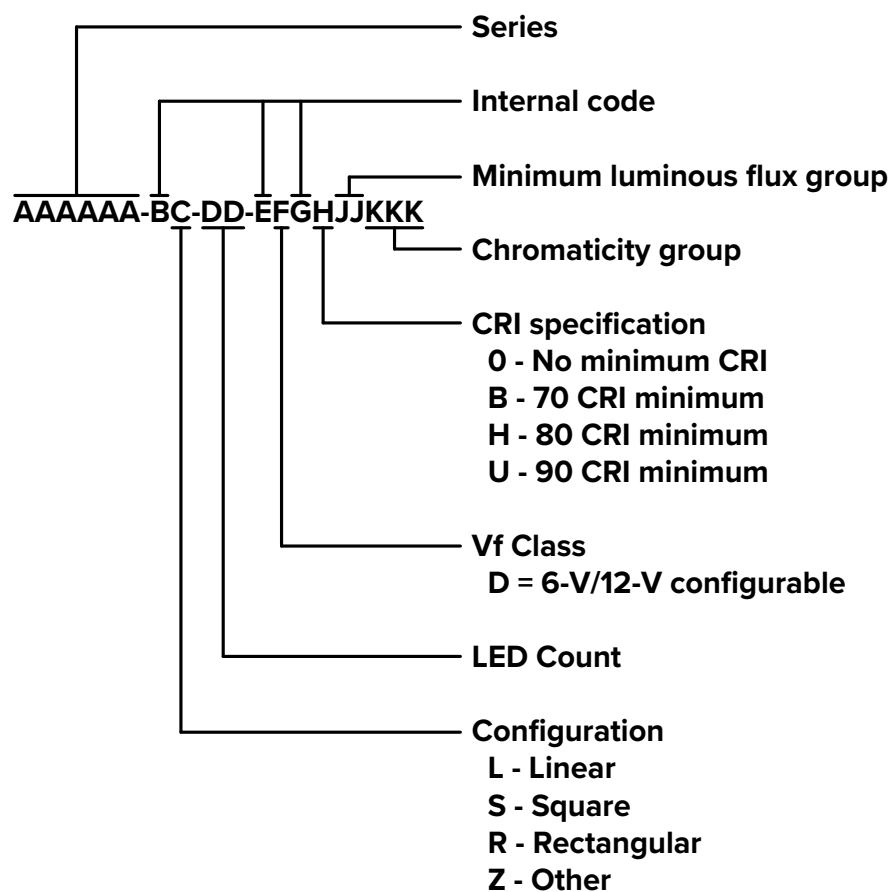 Series
Internal code
Minimum luminous flux group
AAAAAA-BC-DD-EFGHJJKKK
Chromaticity group
CRI specification
0 - No minimum CRI
B - 70 CRI minimum
H - 80 CRI minimum
U - 90 CRI minimum
Vf Class
D = 6-V/12-V configurable
LED Count
Configuration
L - Linear
S - Square
R - Rectangular
Z - Other